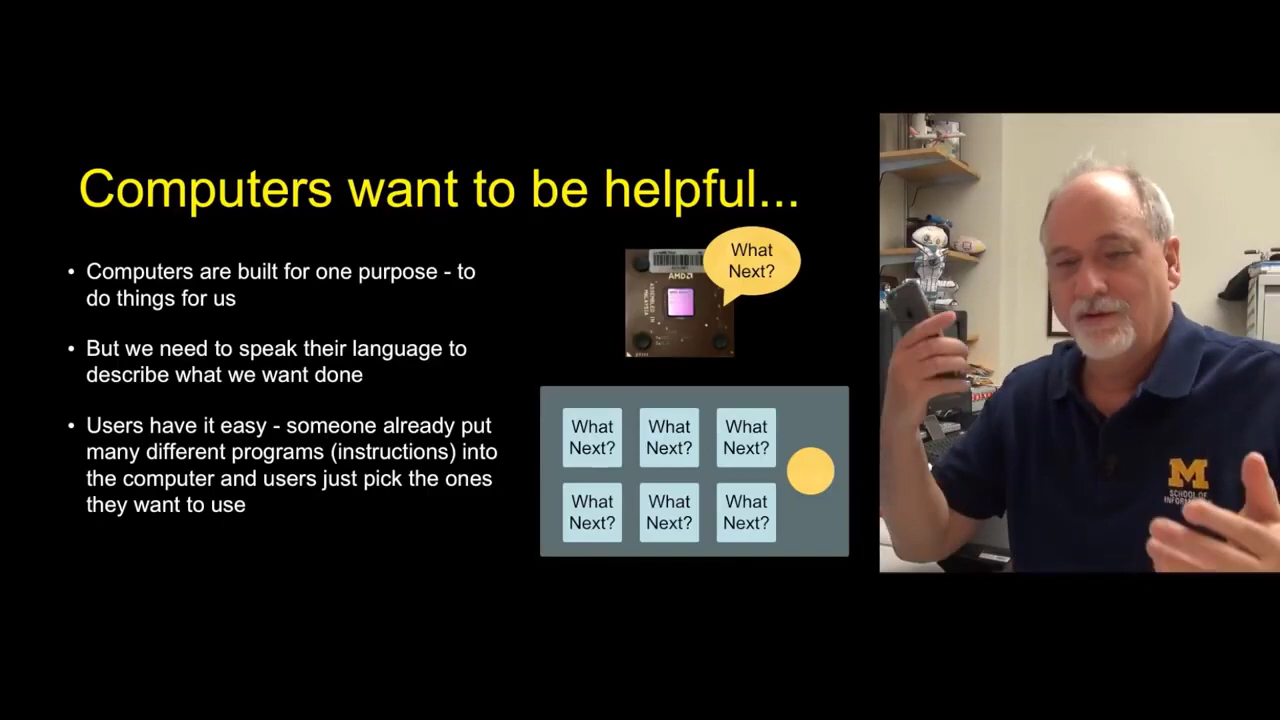 Computers want to be helpful...
• Computers are built for one purpose - to
do things for us
• But we need to speak their language to
describe what we want done
• Users have it easy - someone already put
many different programs (instructions) into
the computer and users just pick the ones
they want to use
What
Next?
AMD
ASSEMBLED IN
MALAYSIA
What
Next?
What
Next?
What
Next?
What
Next?
What
Next?
What
Next?
M
SCHOOL OF